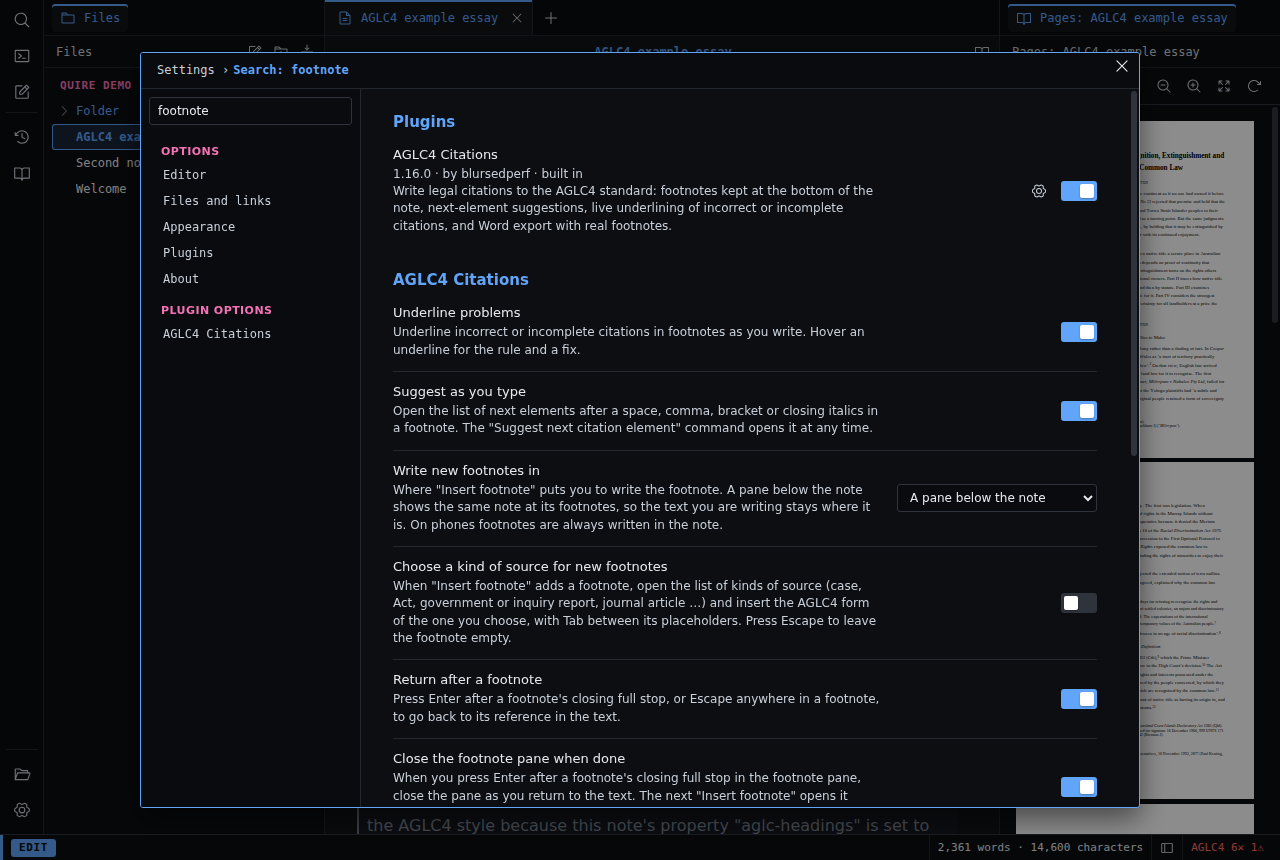 Files
AGLC4 example essay
Pages: AGLC4 example essay
Files
AGLC4 example essay
Pages: AGLC4 example essay
QUIRE DEMO
Folder
AGLC4 exa
Second no
Welcome
Settings › Search: footnote
footnote
OPTIONS
Editor
Files and links
Appearance
Plugins
About
PLUGIN OPTIONS
AGLC4 Citations
Plugins
AGLC4 Citations
1.16.0 · by blursedperf · built in
Write legal citations to the AGLC4 standard: footnotes kept at the bottom of the
note, next-element suggestions, live underlining of incorrect or incomplete
citations, and Word export with real footnotes.
AGLC4 Citations
Underline problems
Underline incorrect or incomplete citations in footnotes as you write. Hover an
underline for the rule and a fix.
Suggest as you type
Open the list of next elements after a space, comma, bracket or closing italics in
a footnote. The "Suggest next citation element" command opens it at any time.
Write new footnotes in
Where "Insert footnote" puts you to write the footnote. A pane below the note
shows the same note at its footnotes, so the text you are writing stays where it
is. On phones footnotes are always written in the note.
A pane below the note
Choose a kind of source for new footnotes
When "Insert footnote" adds a footnote, open the list of kinds of source (case,
Act, government or inquiry report, journal article …) and insert the AGLC4 form
of the one you choose, with Tab between its placeholders. Press Escape to leave
the footnote empty.
Return after a footnote
Press Enter after a footnote's closing full stop, or Escape anywhere in a footnote,
to go back to its reference in the text.
Close the footnote pane when done
When you press Enter after a footnote's closing full stop in the footnote pane,
close the pane as you return to the text. The next "Insert footnote" opens it
nition, Extinguishment and
Common Law
the AGLC4 style because this note's property "aglc-headings" is set to
EDIT
2,361 words · 14,600 characters
AGLC4 6× 1⚠